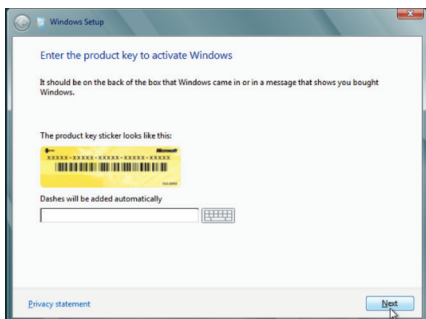 Windows Setup
Enter the product key to activate Windows
It should be on the back of the box that Windows came in or in a message that shows you bought
Windows.
The product key sticker looks like this:
Microsoft
XXXXX-XXXXX-XXXXX-XXXXX-XXXXX
Dashes will be added automatically
Privacy statement
Next